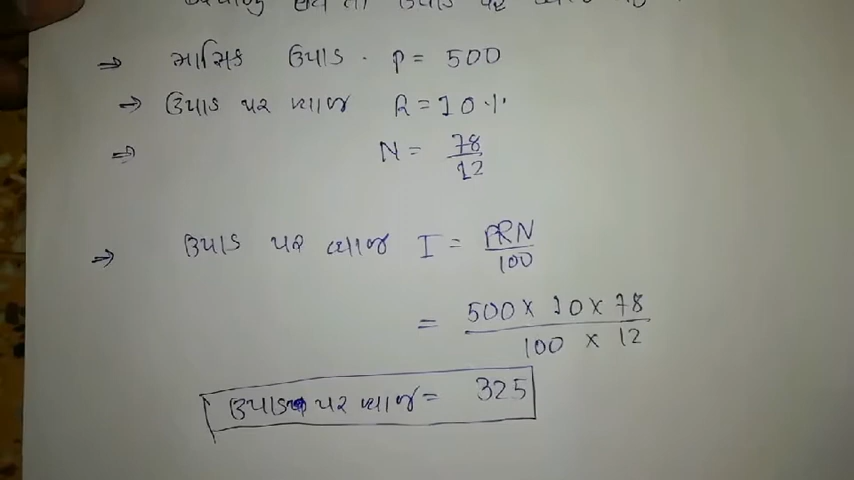 ⇒ માસિક ઉપાડ . P = 500
⇒ ઉપાડ પર વ્યાજ R = 10 %
⇒ N = 78/12
⇒ ઉપાડ પર વ્યાજ I = PRN/100
= 500 x 10 x 78 / 100 x 12
ઉપાડ પર વ્યાજ = 325